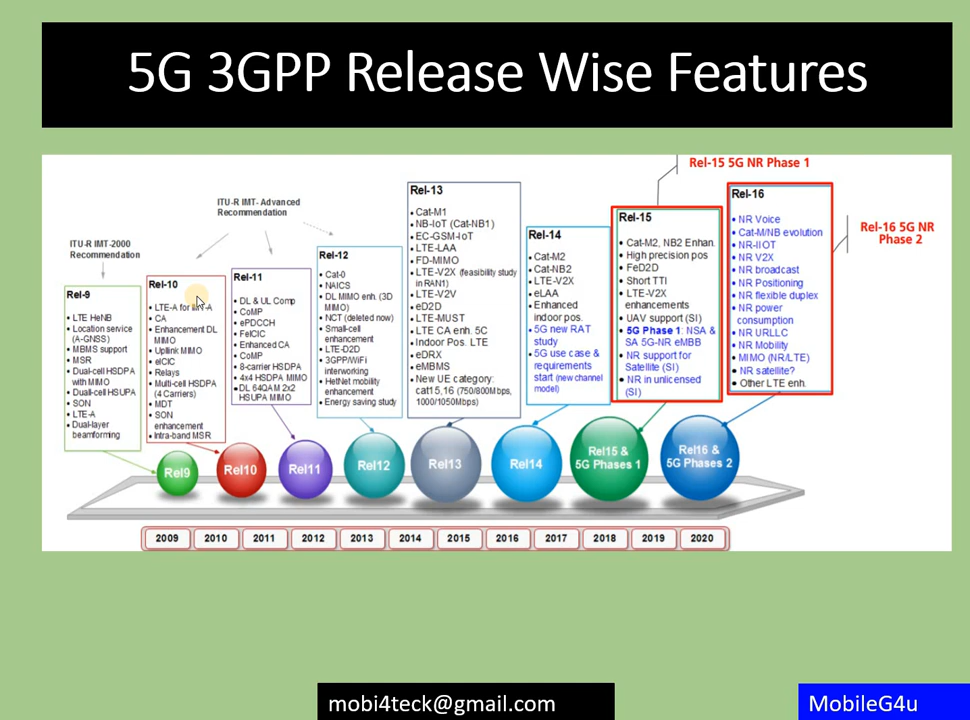 5G 3GPP Release Wise Features
Rel-15 5G NR Phase 1
Rel-16 5G NR
Phase 2
ITU-R IMT-2000
Recommendation
ITU-R IMT- Advanced
Recommendation
Rel-9
• LTE HeNB
• Location service
(A-GNSS)
• MBMS support
• MSR
• Dual-cell HSDPA
with MIMO
• Dual-cell HSUPA
• SON
• LTE-A
• Dual-layer
beamforming
Rel-10
• LTE-A for
• CA
• Enhancement DL
MIMO
• Upllink MIMO
• eICIC
• Relays
• Multi-cell HSDPA
(4 Carriers)
• MDT
• SON
enhancement
• Intra-band MSR
Rel-11
• DL & UL Comp
• CoMP
• ePDCCH
• FeICIC
• Enhanced CA
• CoMP
• 8-carrier HSDPA
• 4x4 HSDPA MIMO
• DL 64QAM 2x2
HSUPA MIMO
Rel-12
• Cat-0
• NAICS
• DL MIMO enh. (3D
MIMO)
• NCT (deleted now)
• Small-cell
enhancement
• LTE-D2D
• 3GPP/WiFi
interworking
• HetNet mobility
enhancement
• Energy saving study
Rel-13
• Cat-M1
• NB-IoT (Cat-NB1)
• EC-GSM-IoT
• LTE-LAA
• FD-MIMO
• LTE-V2X (feasibility study
in RAN1)
• LTE-V2V
• eD2D
• LTE-MUST
• LTE CA enh. 5C
• Indoor Pos. LTE
• eDRX
• eMBMS
• New UE category:
cat15,16 (750/800Mbps,
1000/1050Mbps)
Rel-14
• Cat-M2
• Cat-NB2
• LTE-V2X
• eLAA
• Enhanced
indoor pos.
• 5G new RAT
study
• 5G use case &
requirements
start (new channel
model)
Rel-15
• Cat-M2, NB2 Enhan.
• High precision pos
• FeD2D
• Short TTI
• LTE-V2X
enhancements
• UAV support (SI)
• 5G Phase 1: NSA &
SA 5G-NR eMBB
• NR support for
Satellite (SI)
• NR in unlicensed
(SI)
Rel-16
• NR Voice
• Cat-M/NB evolution
• NR-IIOT
• NR V2X
• NR broadcast
• NR Positioning
• NR flexible duplex
• NR power
consumption
• NR URLLC
• NR Mobility
• MIMO (NR/LTE)
• NR satellite?
• Other LTE enh.
Rel9
Rel10
Rel11
Rel12
Rel13
Rel14
Rel15 &
5G Phases 1
Rel16 &
5G Phases 2
2009 2010 2011 2012 2013 2014 2015 2016 2017 2018 2019 2020
mobi4teck@gmail.com
MobileG4u